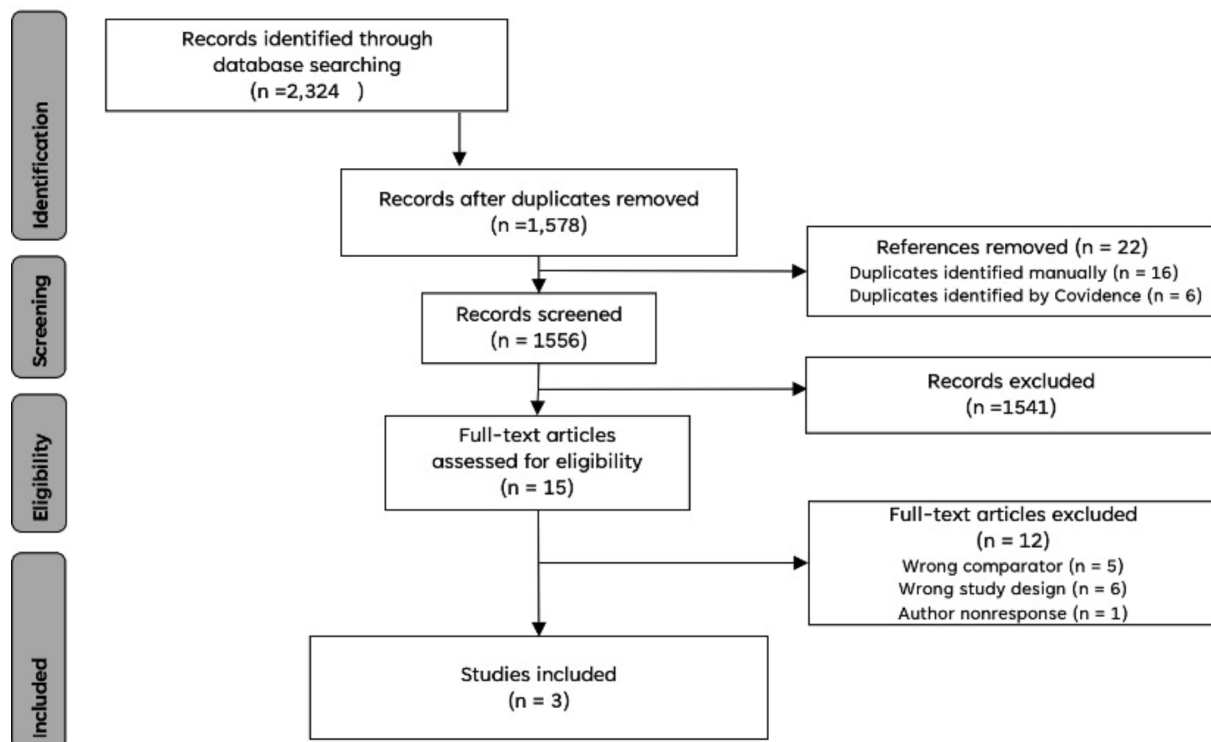 Identification
Records identified through
database searching
(n =2,324 )
Records after duplicates removed
(n =1,578)
References removed (n = 22)
Duplicates identified manually (n = 16)
Duplicates identified by Covidence (n = 6)
Screening
Records screened
(n = 1556)
Records excluded
(n =1541)
Eligibility
Full-text articles
assessed for eligibility
(n = 15)
Full-text articles excluded
(n = 12)
Wrong comparator (n = 5)
Wrong study design (n = 6)
Author nonresponse (n = 1)
Included
Studies included
(n = 3)